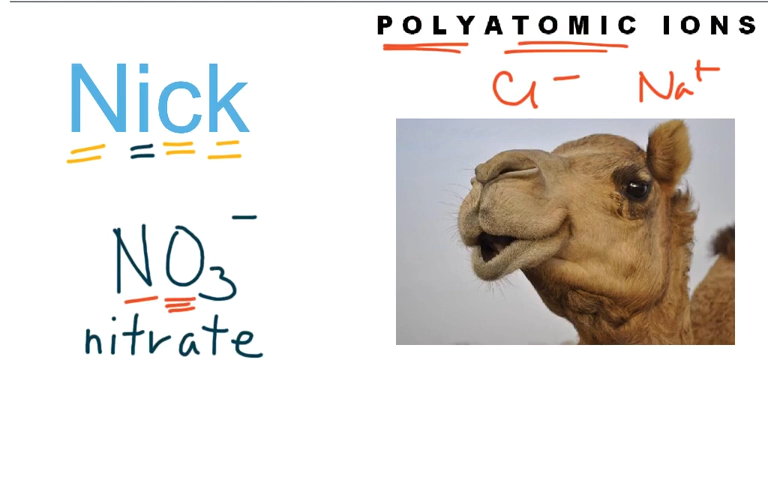 POLYATOMIC IONS
Cl⁻ Na⁺
Nick
NO₃⁻
nitrate